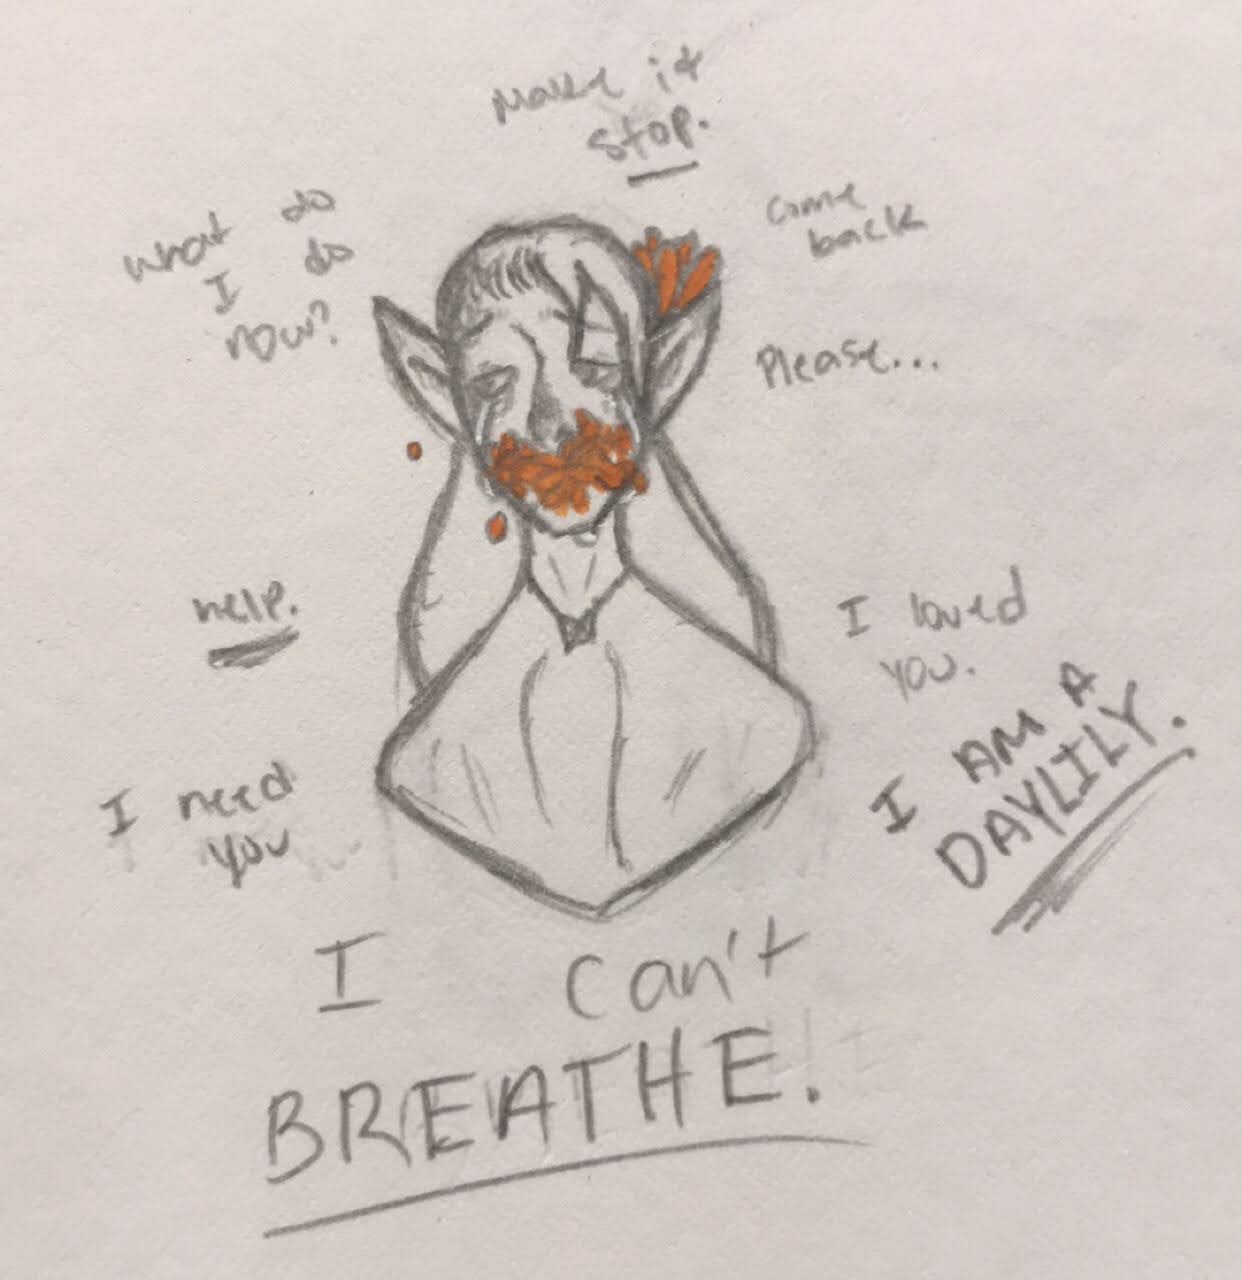 Make it
stop.
What do
I do
now?
Come
back
Please...
Help.
I loved
you.
I need
you
I AM A
DAYLILY.
I can't
BREATHE.